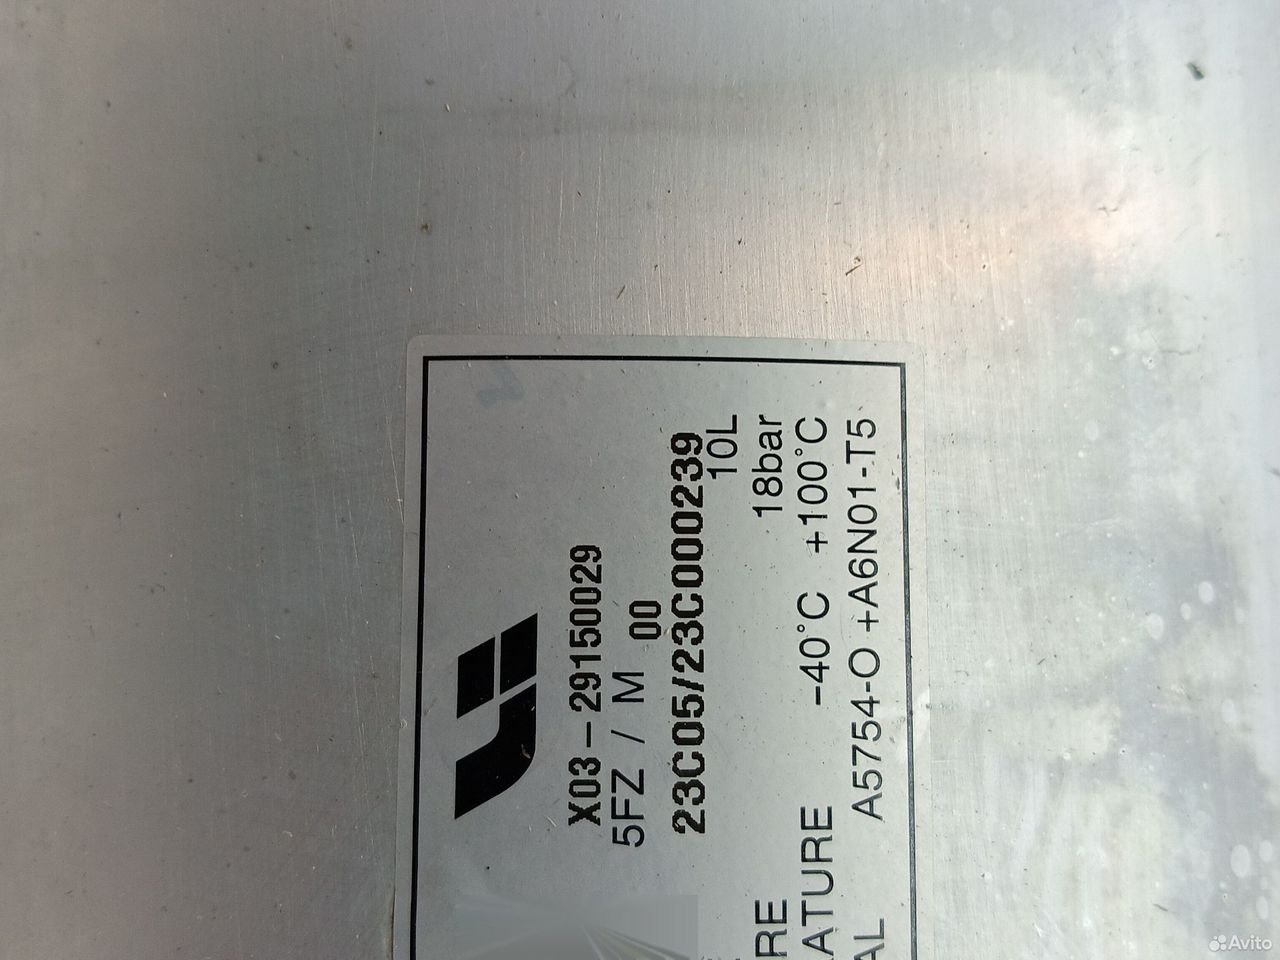 X03-29150029
5FZ / M 00
23C05/23C000239
10L
RE 18bar
ATURE -40°C +100°C
AL A5754-O +A6N01-T5
Avito